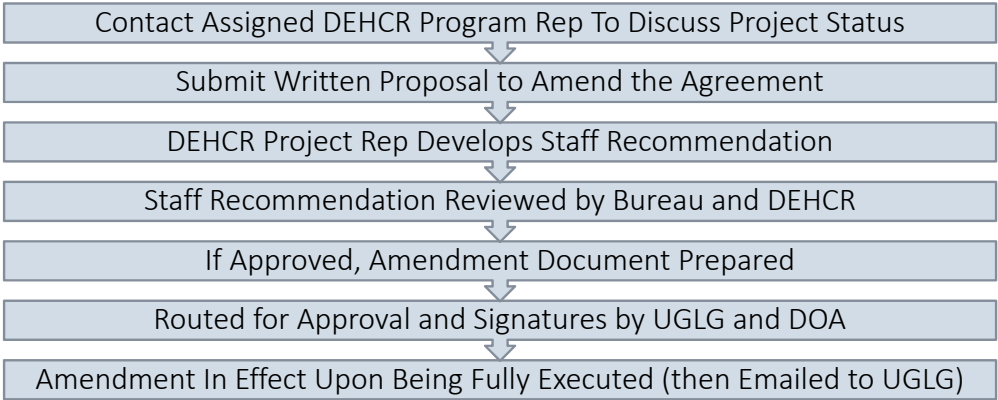 Contact Assigned DEHCR Program Rep To Discuss Project Status
Submit Written Proposal to Amend the Agreement
DEHCR Project Rep Develops Staff Recommendation
Staff Recommendation Reviewed by Bureau and DEHCR
If Approved, Amendment Document Prepared
Routed for Approval and Signatures by UGLG and DOA
Amendment In Effect Upon Being Fully Executed (then Emailed to UGLG)